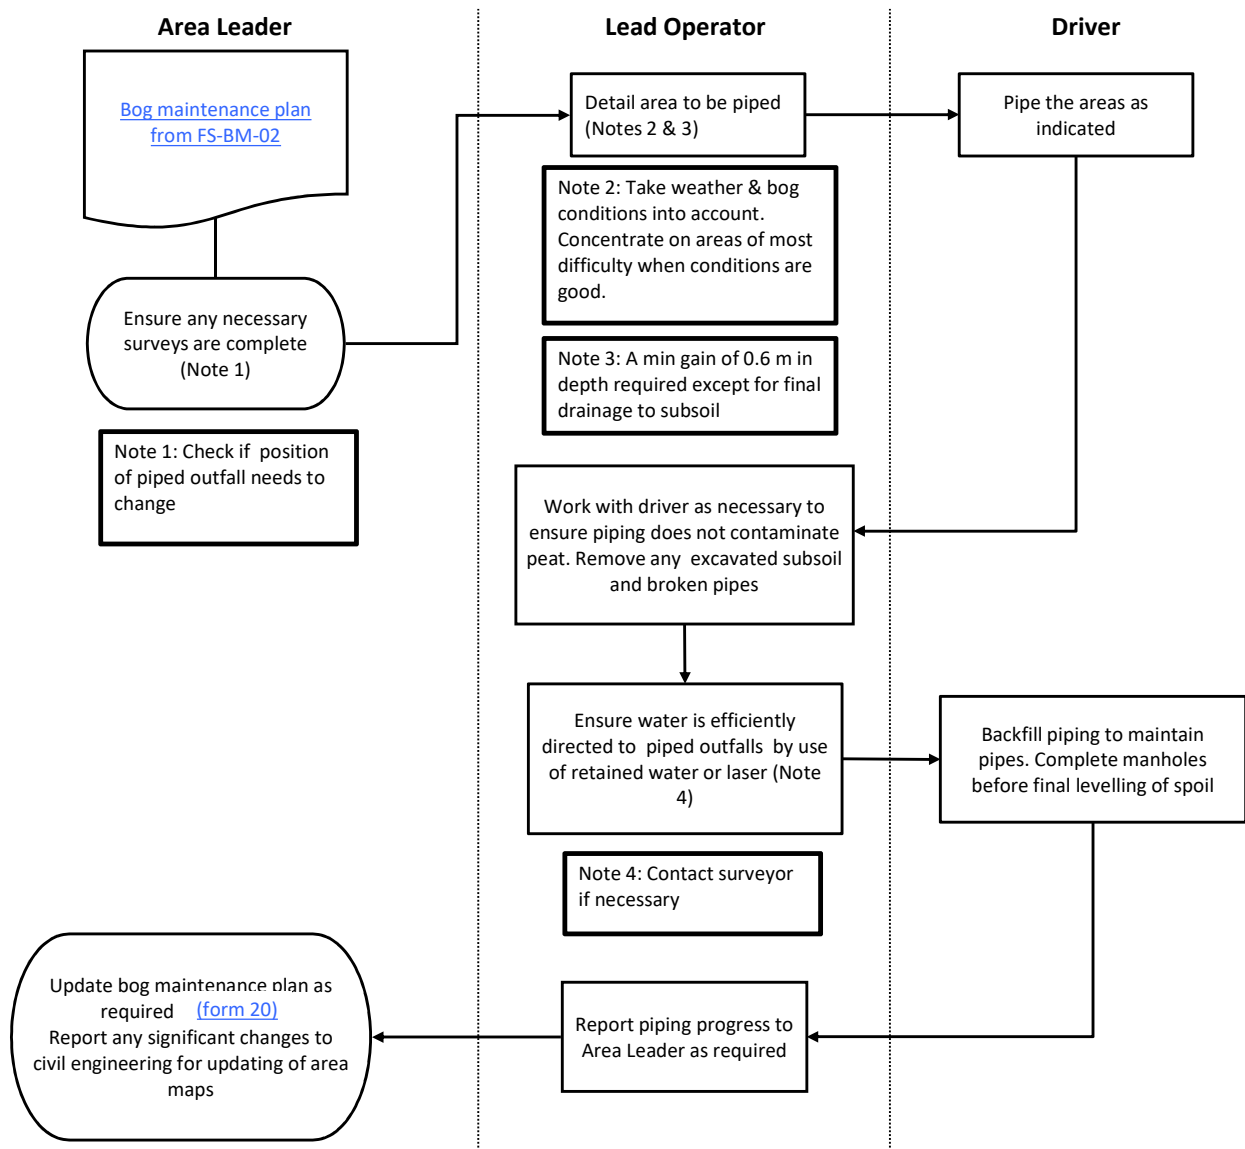 Area Leader
Lead Operator
Driver
Bog maintenance plan
from FS-BM-02
Detail area to be piped
(Notes 2 & 3)
Pipe the areas as
indicated
Note 2: Take weather & bog
conditions into account.
Concentrate on areas of most
difficulty when conditions are
good.
Ensure any necessary
surveys are complete
(Note 1)
Note 3: A min gain of 0.6 m in
depth required except for final
drainage to subsoil
Note 1: Check if position
of piped outfall needs to
change
Work with driver as necessary to
ensure piping does not contaminate
peat. Remove any excavated subsoil
and broken pipes
Ensure water is efficiently
directed to piped outfalls by use
of retained water or laser (Note
4)
Backfill piping to maintain
pipes. Complete manholes
before final levelling of spoil
Note 4: Contact surveyor
if necessary
Report piping progress to
Area Leader as required
Update bog maintenance plan as
required (form 20)
Report any significant changes to
civil engineering for updating of area
maps